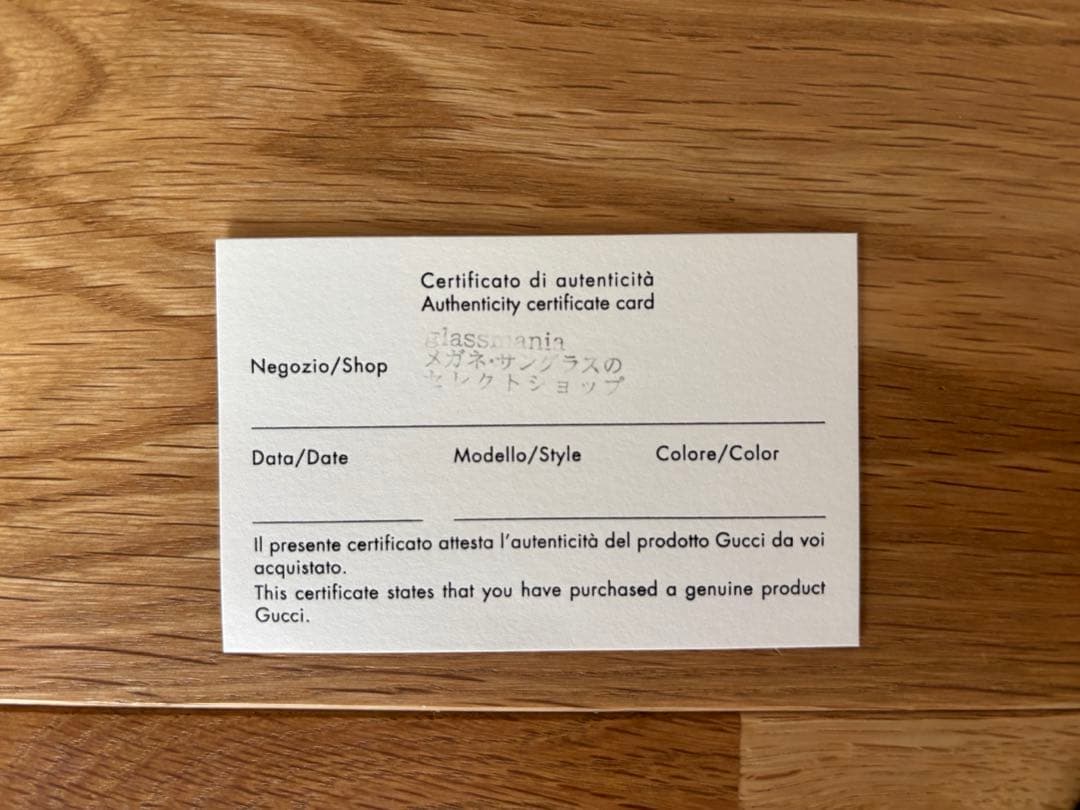 Certificato di autenticità
Authenticity certificate card
glassmania
Negozio/Shop
メガネ・サングラスの
セレクトショップ
Data/Date Modello/Style Colore/Color
Il presente certificato attesta l'autenticità del prodotto Gucci da voi
acquistato.
This certificate states that you have purchased a genuine product
Gucci.